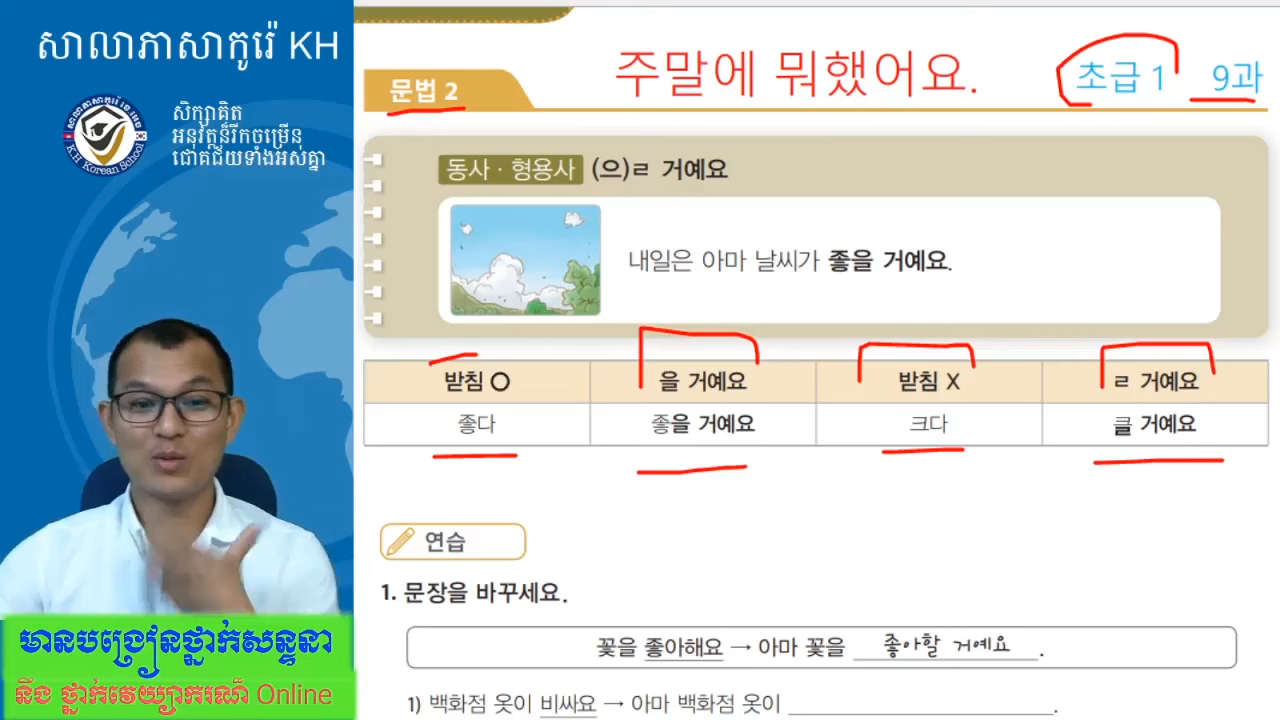 សាលាភាសាកូរ៉េ KH
សិក្សាគិត
អនុវត្តន៏រីកចម្រើន
ជោគជ័យទាំងអស់គ្នា
K.H Korean School
មានបង្រៀនថ្នាក់សន្ទនា
និង ថ្នាក់វេយ្យាករណ៏ Online
주말에 뭐했어요.
초급 1 9과
문법 2
동사 · 형용사 (으)ㄹ 거예요
내일은 아마 날씨가 좋을 거예요.
받침 O 을 거예요 받침 X ㄹ 거예요
좋다 좋을 거예요 크다 클 거예요
연습
1. 문장을 바꾸세요.
꽃을 좋아해요 → 아마 꽃을 좋아할 거예요.
1) 백화점 옷이 비싸요 → 아마 백화점 옷이 .